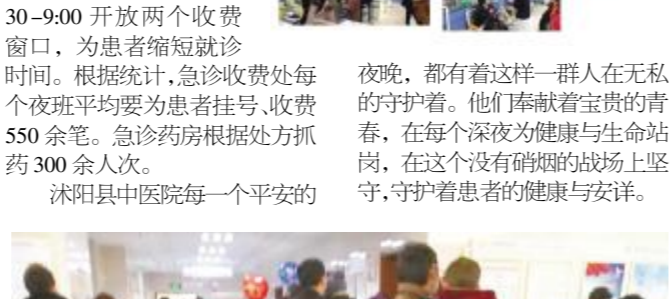 30-9:00 开放两个收费
窗口，为患者缩短就诊
时间。根据统计,急诊收费处每
个夜班平均要为患者挂号、收费
550 余笔。急诊药房根据处方抓
药 300 余人次。
沭阳县中医院每一个平安的
夜晚，都有着这样一群人在无私
的守护着。他们奉献着宝贵的青
春，在每个深夜为健康与生命站
岗，在这个没有硝烟的战场上坚
守,守护着患者的健康与安详。